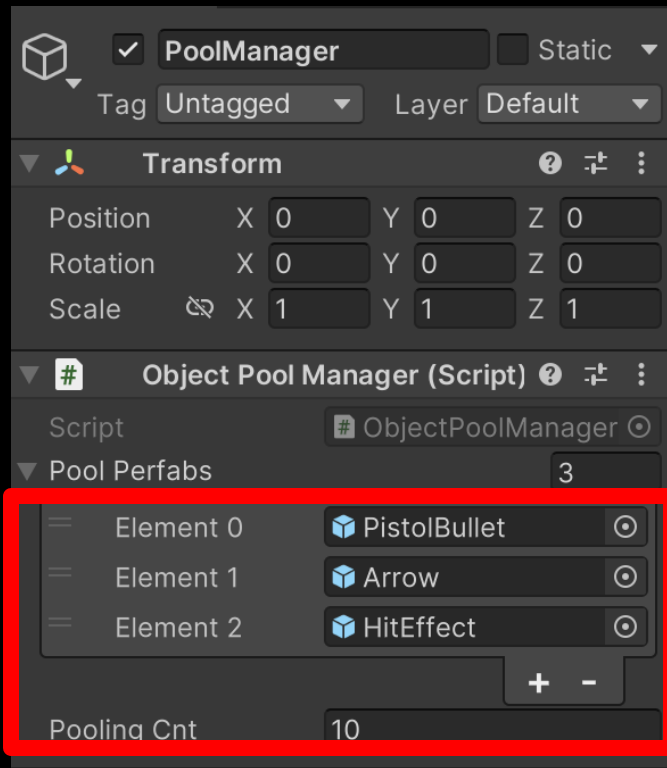 PoolManager Static
Tag Untagged Layer Default
Transform
Position X 0 Y 0 Z 0
Rotation X 0 Y 0 Z 0
Scale X 1 Y 1 Z 1
# Object Pool Manager (Script)
Script # ObjectPoolManager
Pool Perfabs 3
Element 0 PistolBullet
Element 1 Arrow
Element 2 HitEffect
+ -
Pooling Cnt 10